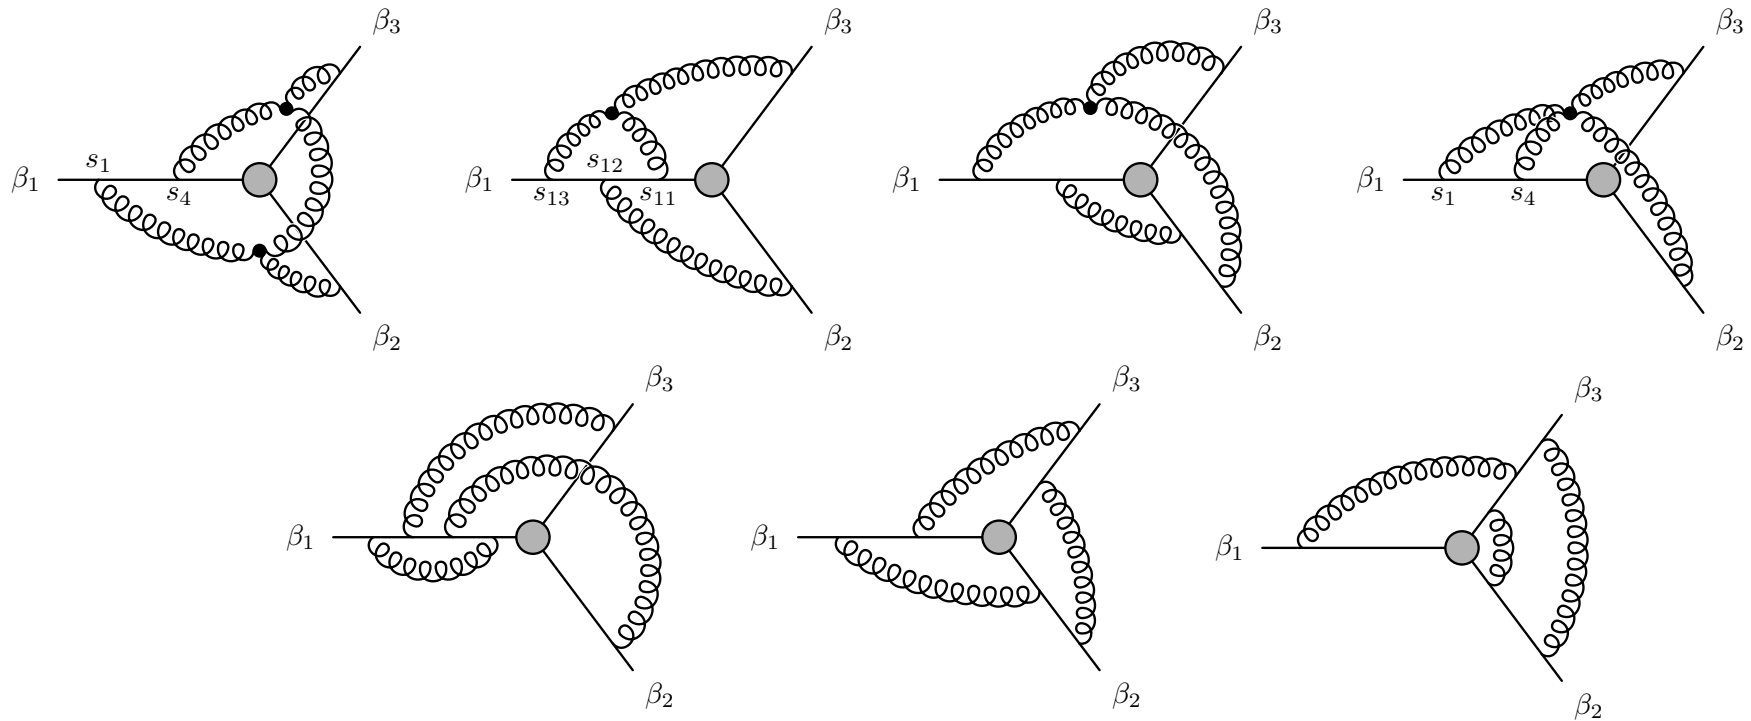 β₃ β₃ β₃ β₃
s₁ s₁₂
β₁ β₁ β₁ β₁
s₄ s₁₃ s₁₁ s₁ s₄
β₂ β₂ β₂ β₂
β₃ β₃ β₃
β₁ β₁ β₁
β₂ β₂ β₂